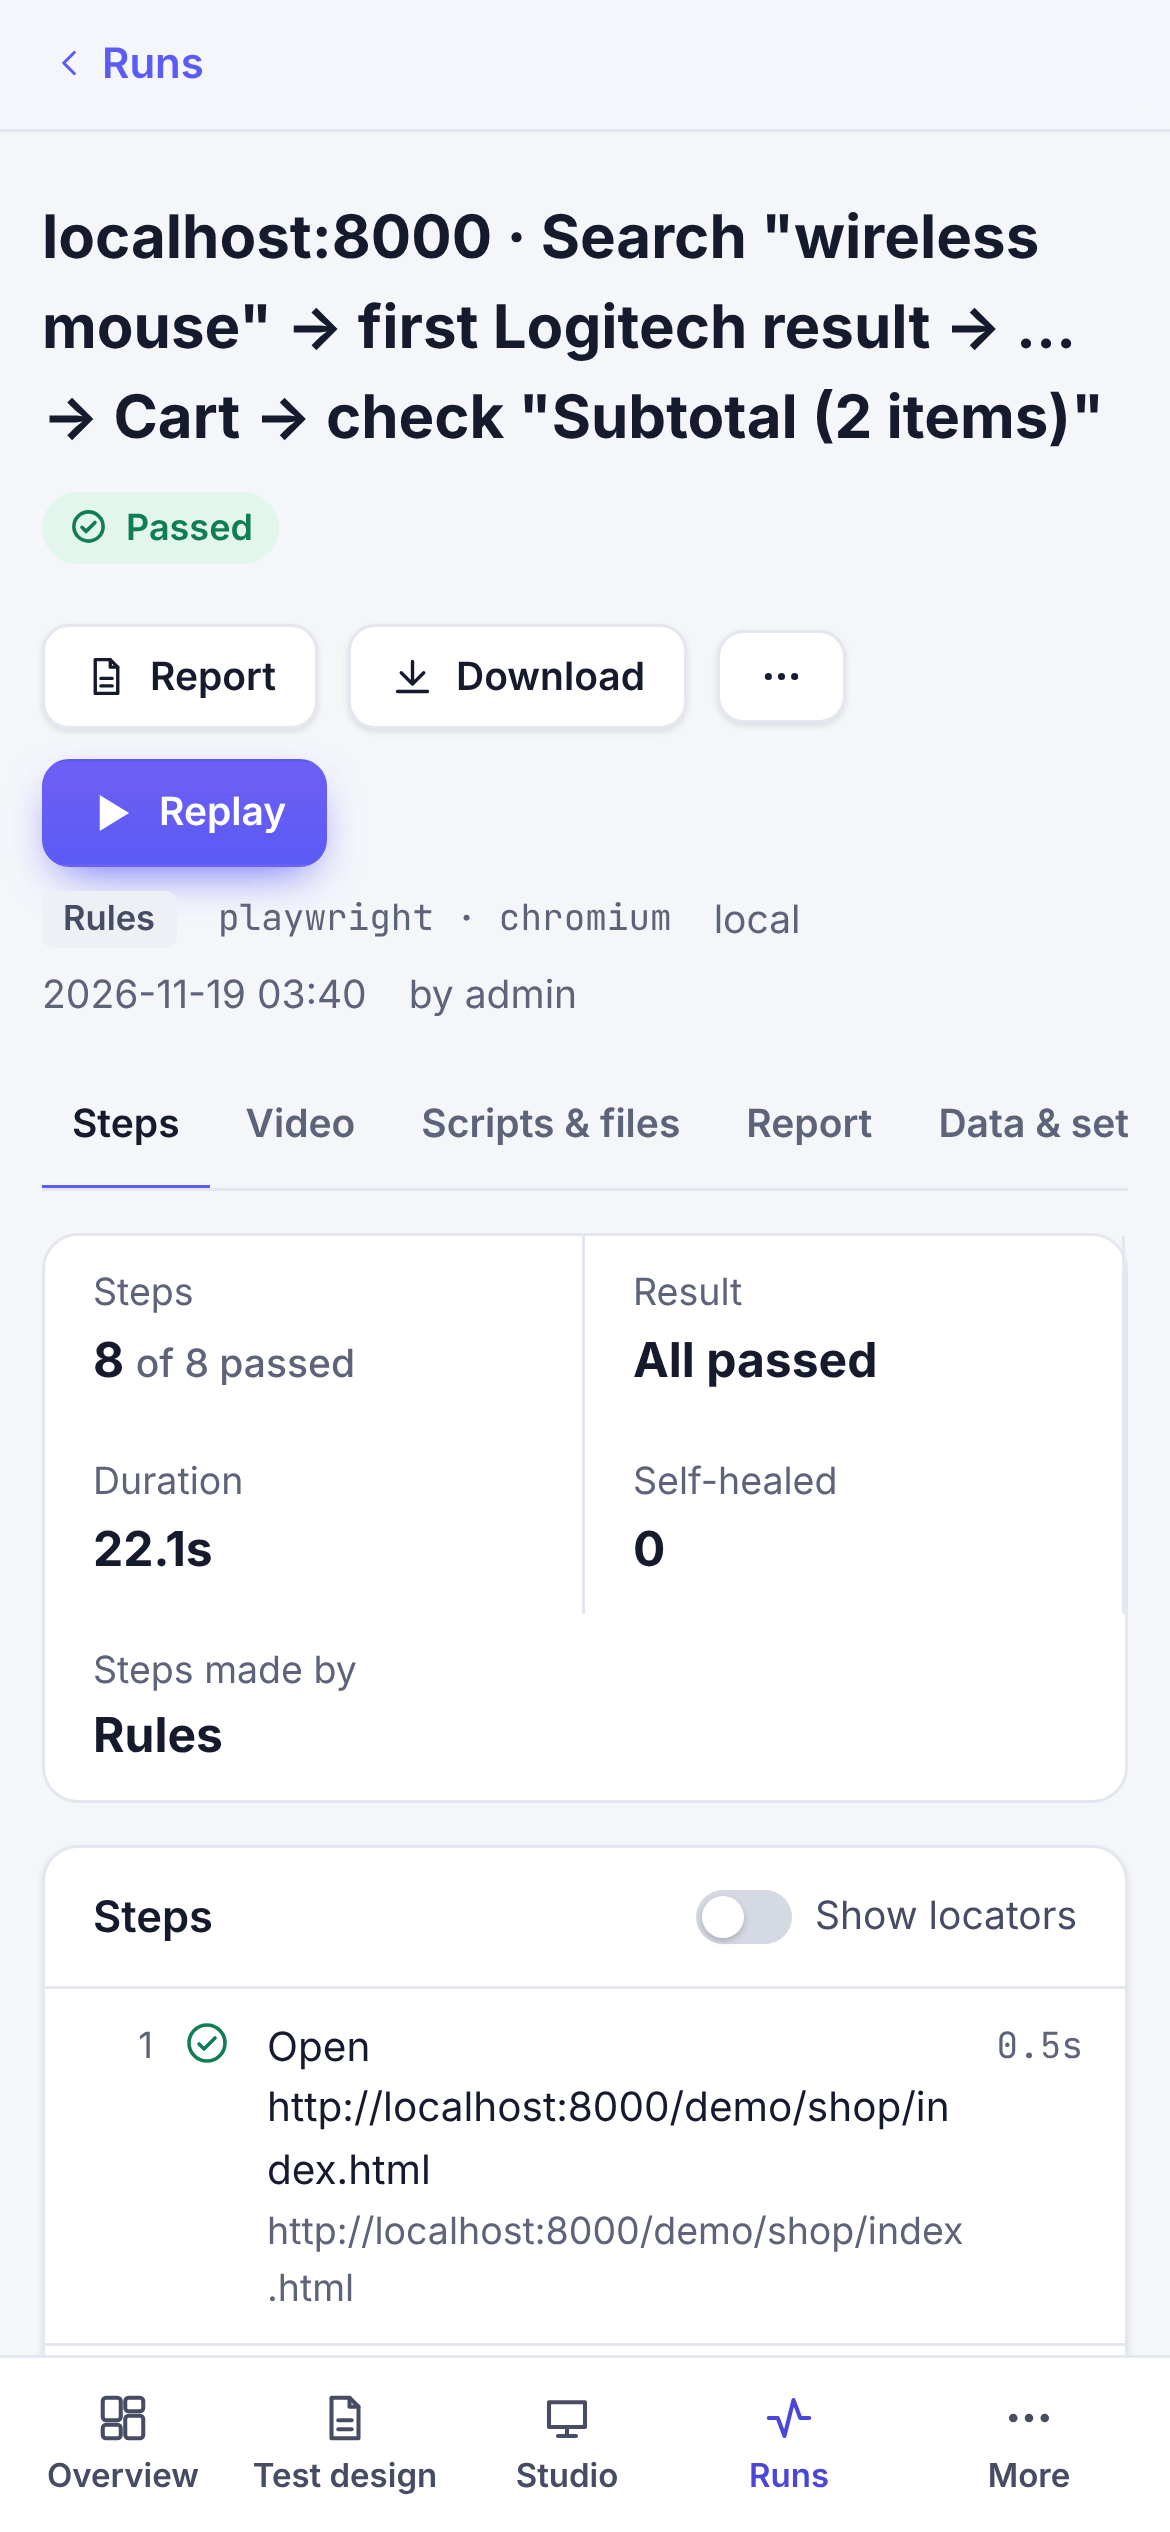 Runs
localhost:8000 · Search "wireless
mouse" → first Logitech result → …
→ Cart → check "Subtotal (2 items)"
Passed
Report
Download
Replay
Rules playwright · chromium local
2026-11-19 03:40 by admin
Steps Video Scripts & files Report Data & set
Steps Result
8 of 8 passed All passed
Duration Self-healed
22.1s 0
Steps made by
Rules
Steps Show locators
1 Open 0.5s
http://localhost:8000/demo/shop/in
dex.html
http://localhost:8000/demo/shop/index
.html
Overview Test design Studio Runs More